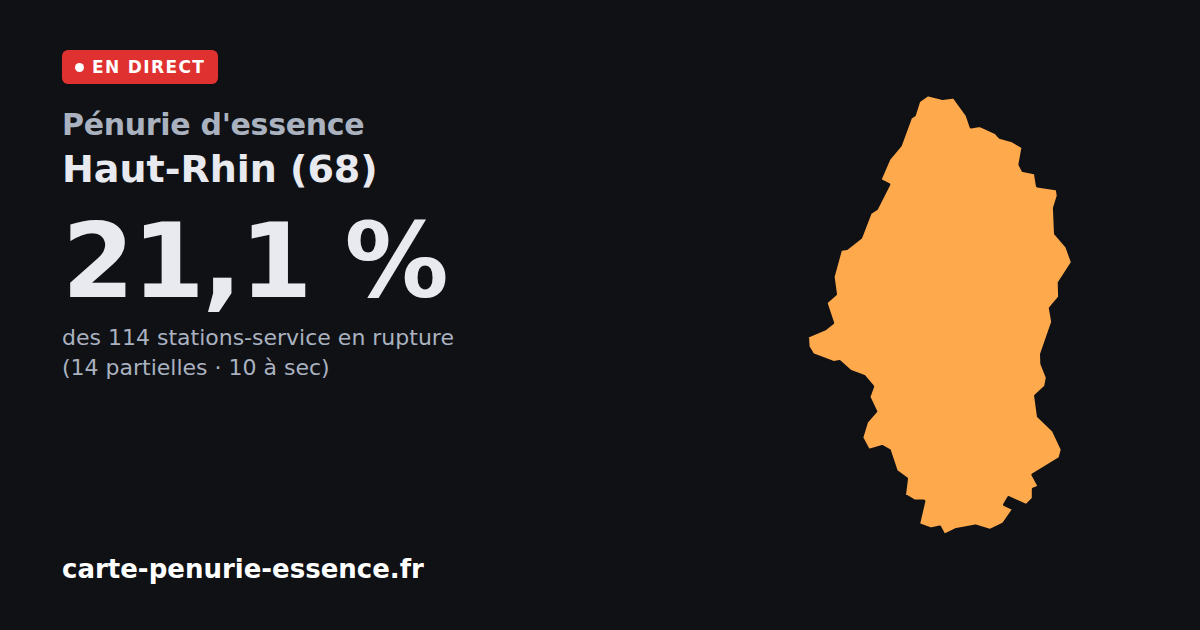 EN DIRECT
Pénurie d'essence
Haut-Rhin (68)
21,1 %
des 114 stations-service en rupture
(14 partielles · 10 à sec)
carte-penurie-essence.fr